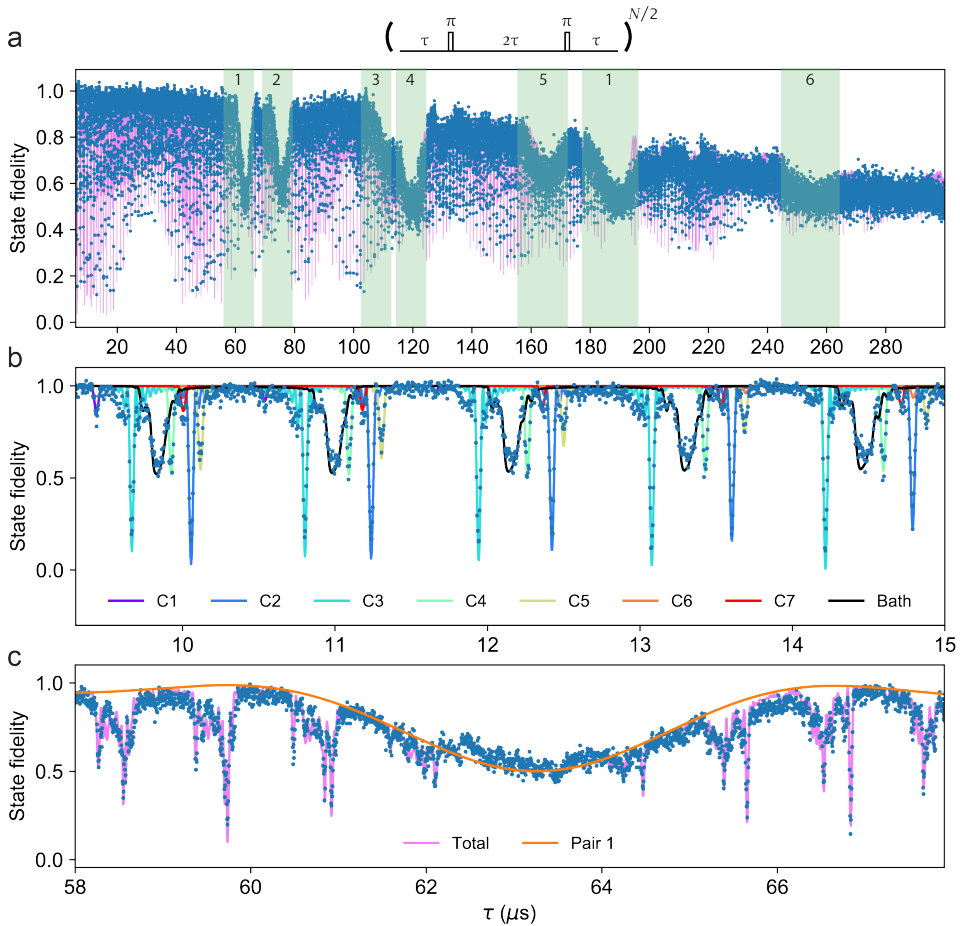 ( τ π 2τ π τ ) N/2
a
1 2 3 4 5 1 6
State fidelity
1.0
0.8
0.6
0.4
0.2
0.0
20 40 60 80 100 120 140 160 180 200 220 240 260 280
b
State fidelity
1.0
0.5
0.0
C1 C2 C3 C4 C5 C6 C7 Bath
10 11 12 13 14 15
c
State fidelity
1.0
0.5
0.0
Total Pair 1
58 60 62 64 66
τ (μs)